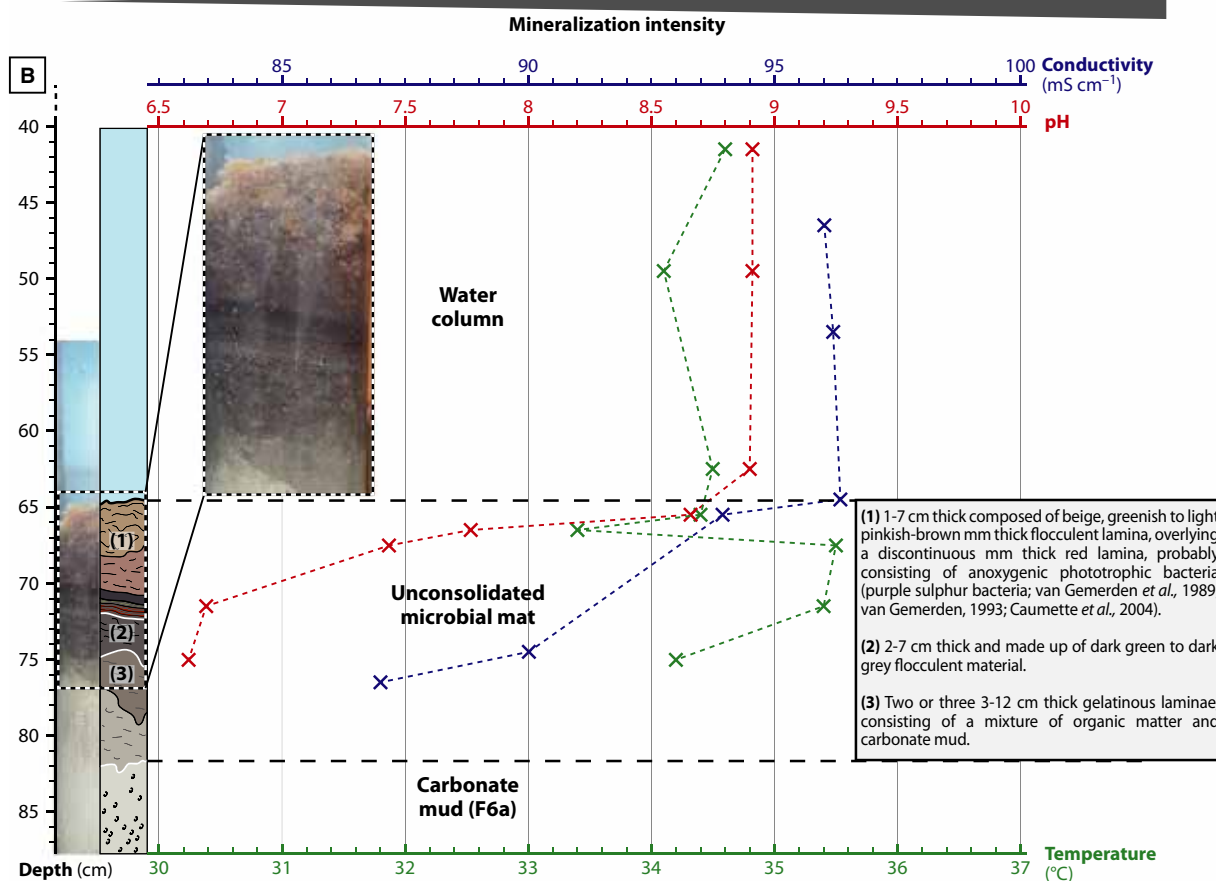 Mineralization intensity
B
85 90 95 100 Conductivity
(mS cm⁻¹)
6.5 7 7.5 8 8.5 9 9.5 10
pH
40
45
50
55
60
65
70
75
80
85
Water
column
(1)
(2)
(3)
Unconsolidated
microbial mat
(1) 1-7 cm thick composed of beige, greenish to light
pinkish-brown mm thick flocculent lamina, overlying
a discontinuous mm thick red lamina, probably
consisting of anoxygenic phototrophic bacteria
(purple sulphur bacteria; van Gemerden et al., 1989
van Gemerden, 1993; Caumette et al., 2004).
(2) 2-7 cm thick and made up of dark green to dark
grey flocculent material.
(3) Two or three 3-12 cm thick gelatinous laminae
consisting of a mixture of organic matter and
carbonate mud.
Carbonate
mud (F6a)
Depth (cm) 30 31 32 33 34 35 36 37 Temperature
(°C)